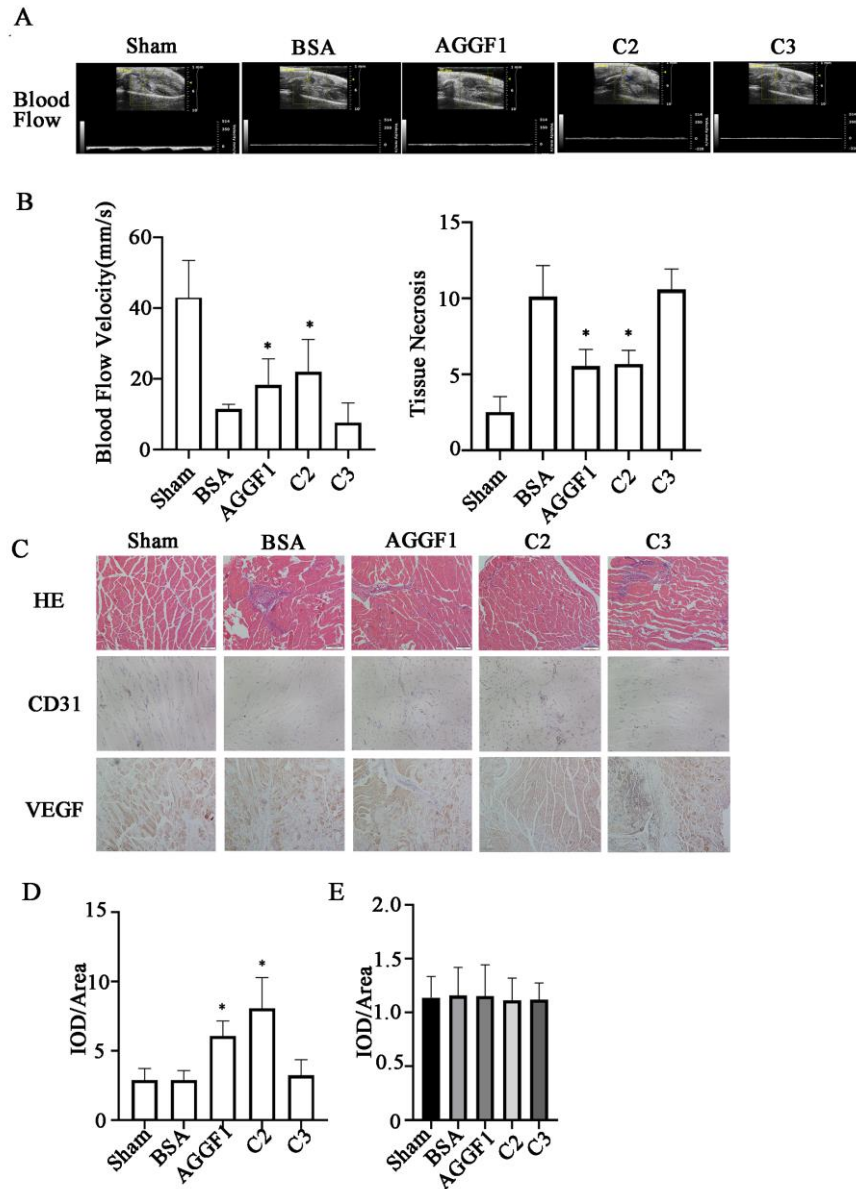 A
Sham BSA AGGF1 C2 C3
Blood
Flow
B
Blood Flow Velocity(mm/s)
60
40
20
0
Sham BSA AGGF1 C2 C3
* *
Tissue Necrosis
15
10
5
0
Sham BSA AGGF1 C2 C3
* *
C
Sham BSA AGGF1 C2 C3
HE
CD31
VEGF
D
IOD/Area
15
10
5
0
Sham BSA AGGF1 C2 C3
* *
E
IOD/Area
2.0
1.5
1.0
0.5
0
Sham BSA AGGF1 C2 C3